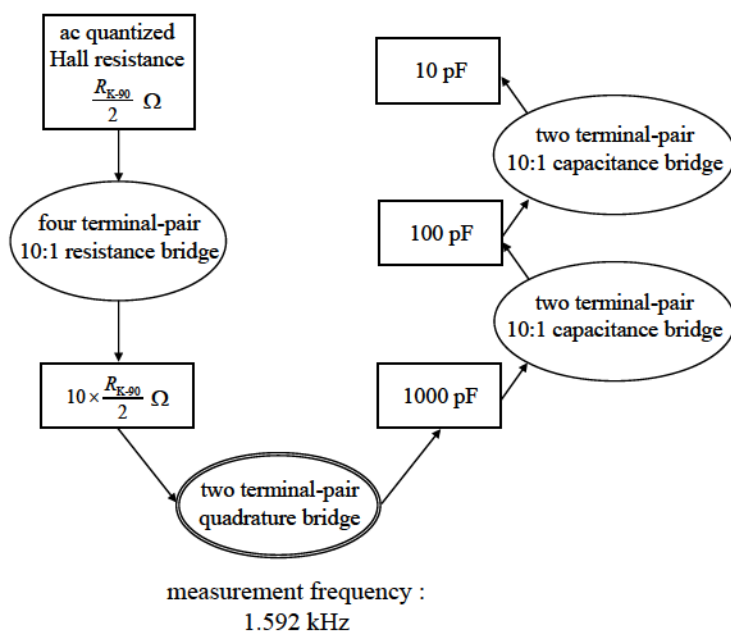 ac quantized
Hall resistance
R_{K-90}/2 Ω
four terminal-pair
10:1 resistance bridge
10 × R_{K-90}/2 Ω
two terminal-pair
quadrature bridge
1000 pF
two terminal-pair
10:1 capacitance bridge
100 pF
two terminal-pair
10:1 capacitance bridge
10 pF
measurement frequency :
1.592 kHz